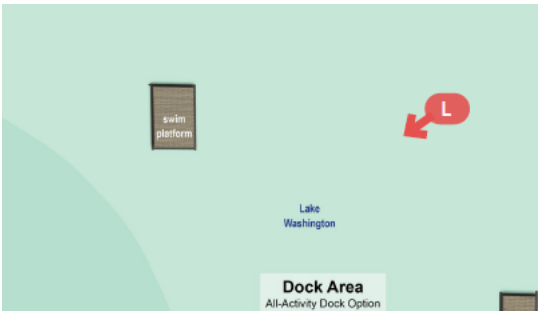 L
swim
platform
Lake
Washington
Dock Area
All-Activity Dock Option